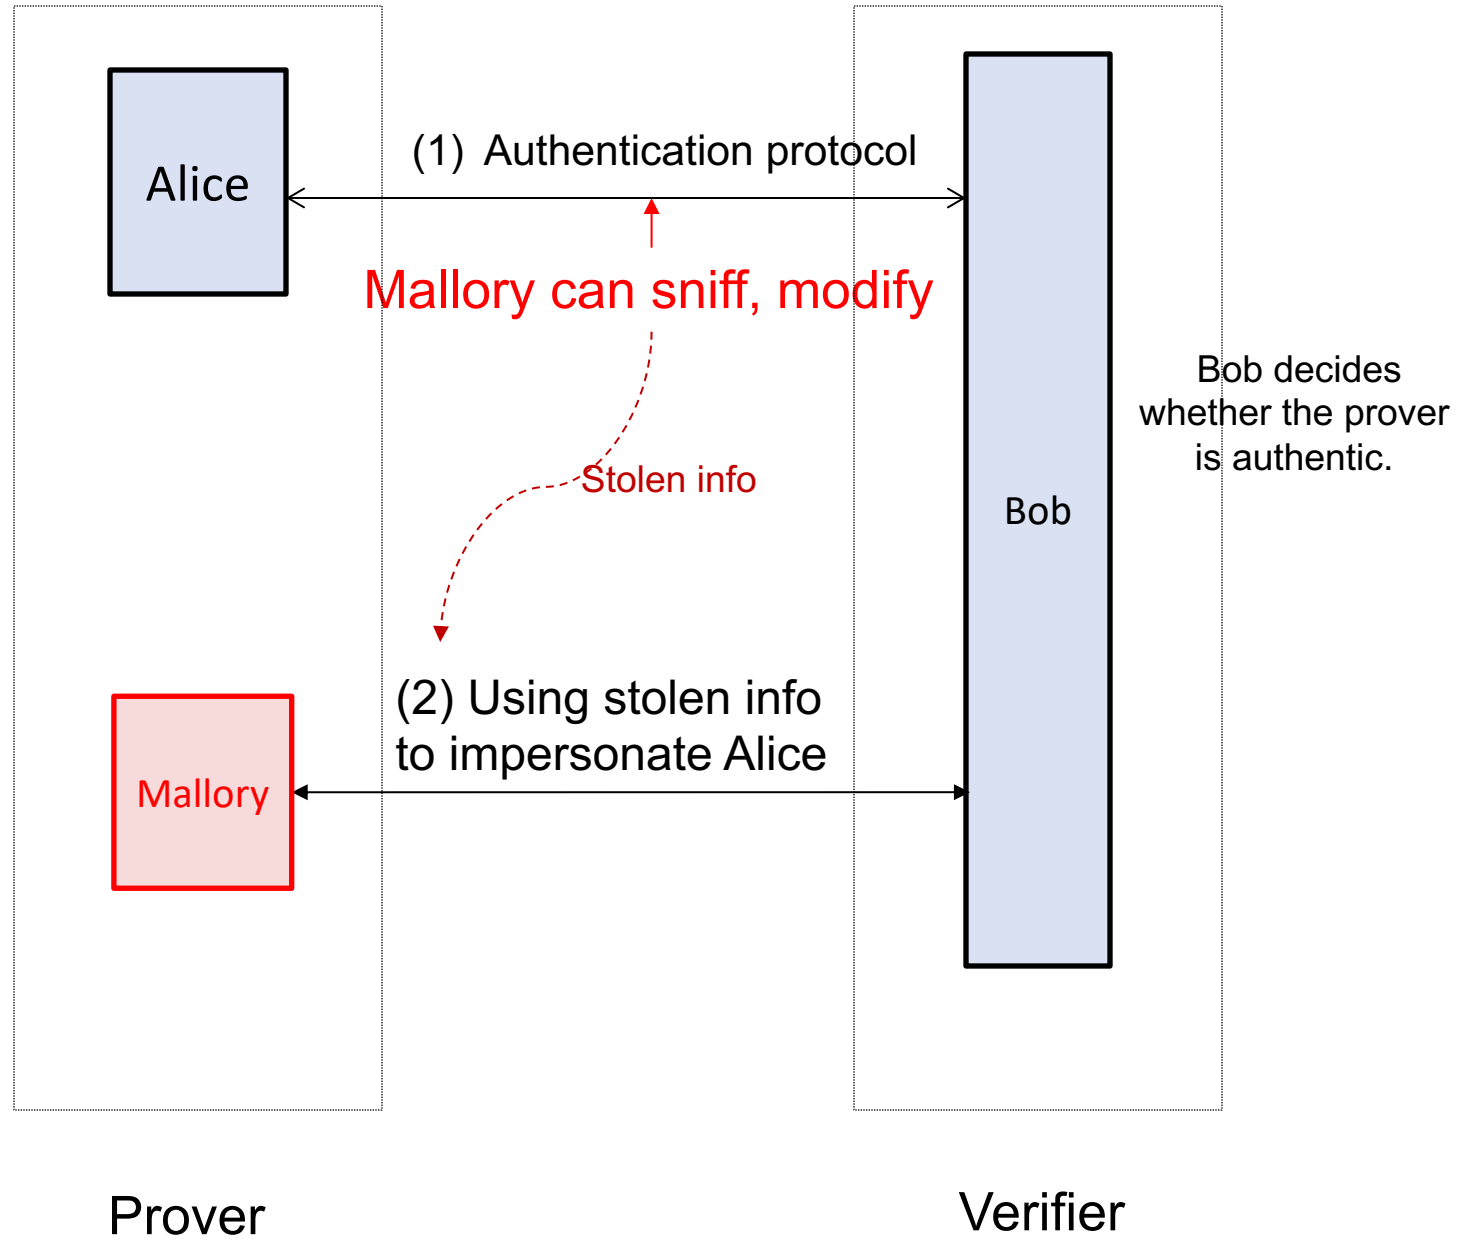 (1) Authentication protocol
Alice
Mallory can sniff, modify
Bob decides
whether the prover
is authentic.
Stolen info
Bob
(2) Using stolen info
to impersonate Alice
Mallory
Prover
Verifier